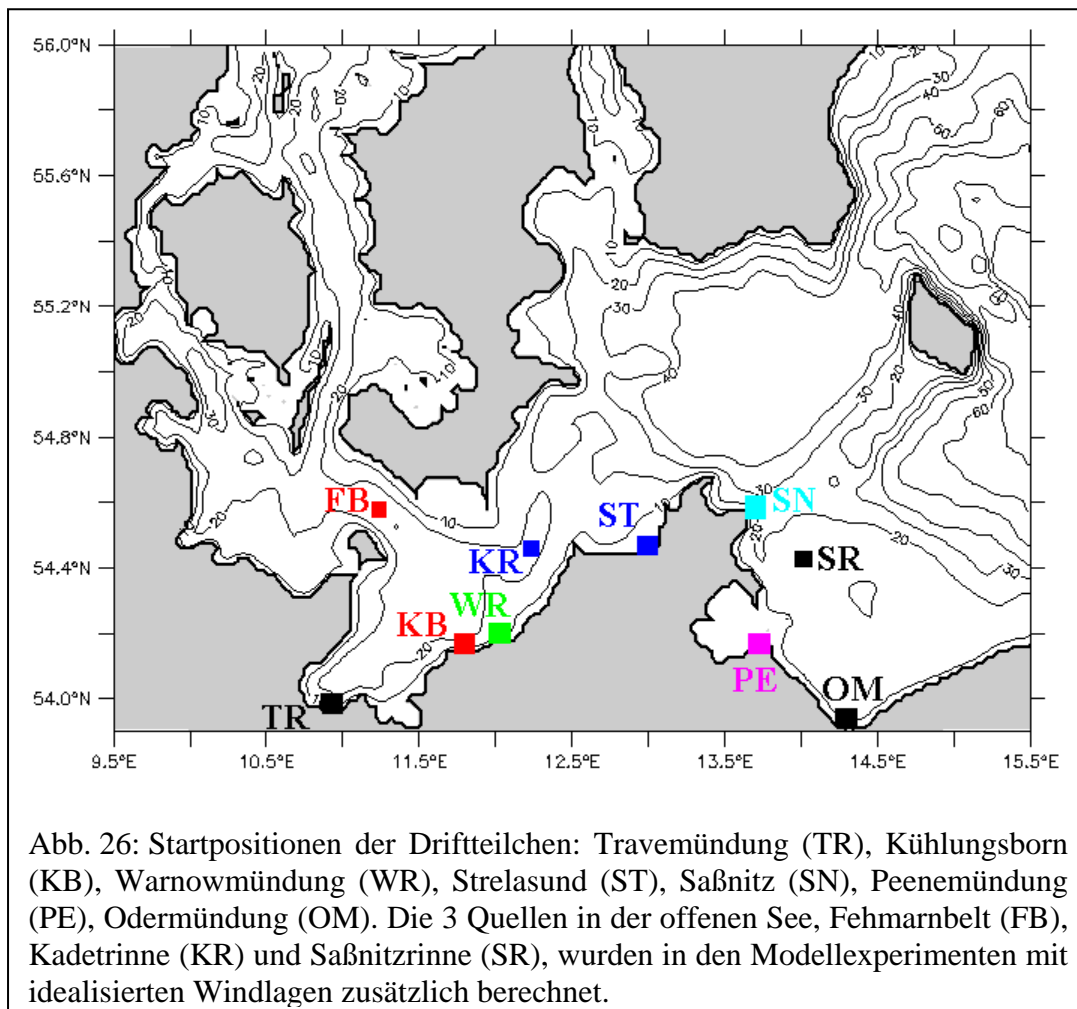 56.0°N
55.6°N
55.2°N
54.8°N
54.4°N
54.0°N
9.5°E 10.5°E 11.5°E 12.5°E 13.5°E 14.5°E 15.5°E
FB
ST
SN
KR
SR
WR
KB
PE
OM
TR
Abb. 26: Startpositionen der Driftteilchen: Travemündung (TR), Kühlungsborn
(KB), Warnowmündung (WR), Strelasund (ST), Saßnitz (SN), Peenemündung
(PE), Odermündung (OM). Die 3 Quellen in der offenen See, Fehmarnbelt (FB),
Kadetrinne (KR) und Saßnitzrinne (SR), wurden in den Modellexperimenten mit
idealisierten Windlagen zusätzlich berechnet.